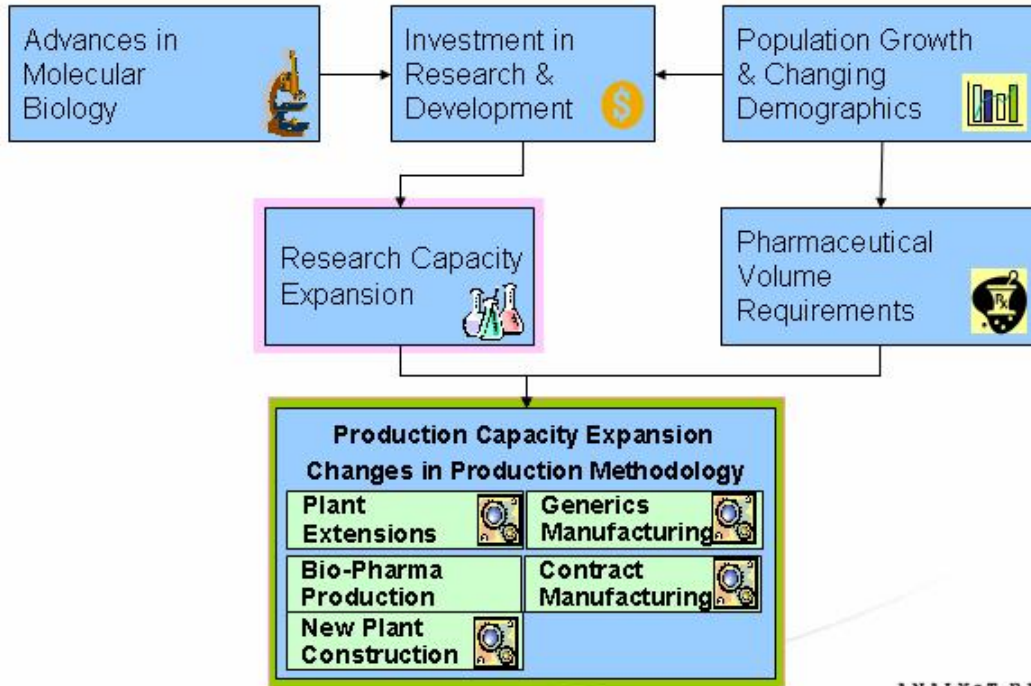 Advances in
Molecular
Biology
Investment in
Research &
Development
$
Population Growth
& Changing
Demographics
Research Capacity
Expansion
Pharmaceutical
Volume
Requirements
Rx
Production Capacity Expansion
Changes in Production Methodology
Plant
Extensions
Generics
Manufacturing
Bio-Pharma
Production
Contract
Manufacturing
New Plant
Construction